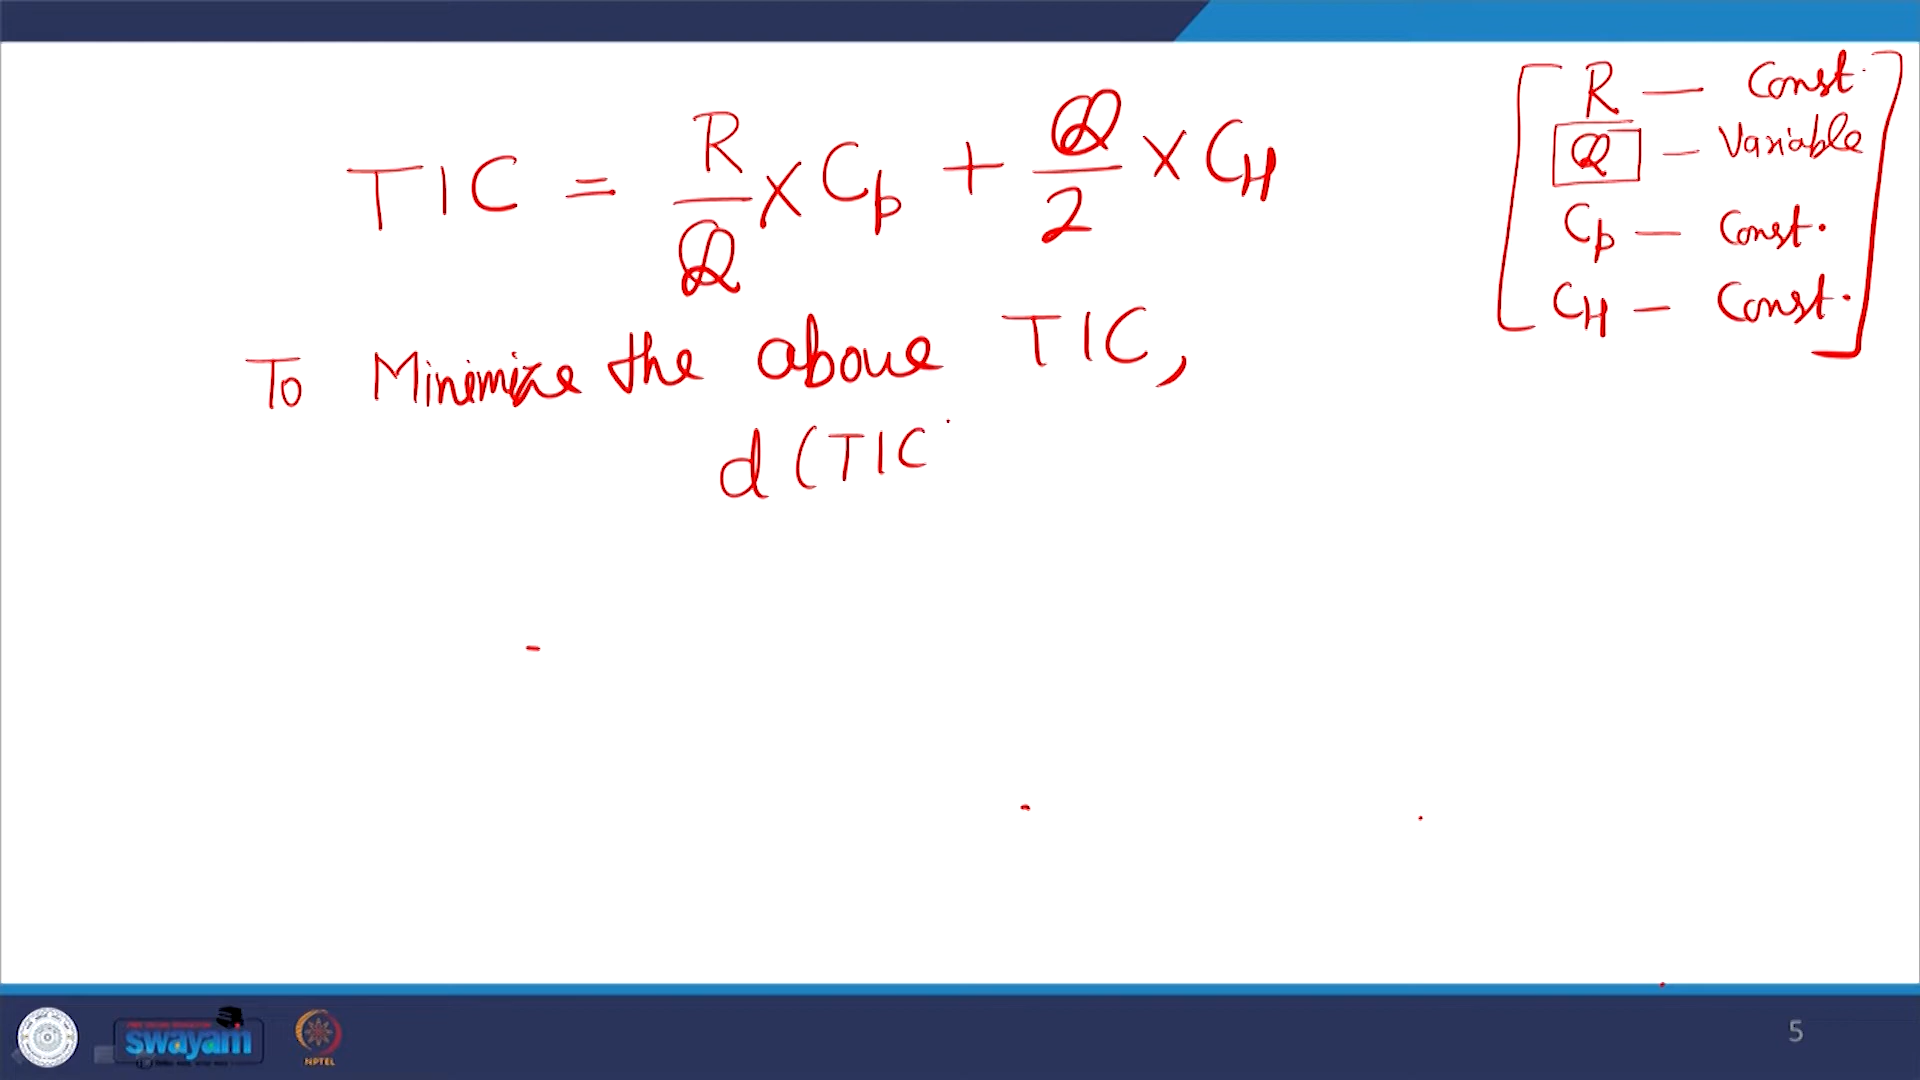 TIC = R/Q × Cp + Q/2 × CH
To Minimize the above TIC,
d (TIC
R — Const.
Q — Variable
Cp — Const.
CH — Const.
swayam
NPTEL
5